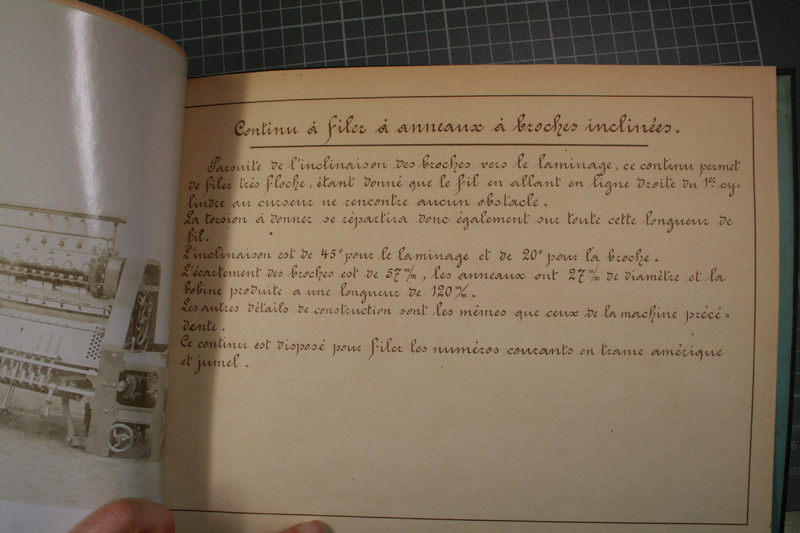 Continu à filer à anneaux à broches inclinées.
Parsuite de l'inclinaison des broches vers le laminage, ce continu permet
de filer très floche, étant donné que le fil en allant en ligne droite du 1er cy-
lindre au curseur ne rencontre aucun obstacle.
La torsion à donner se répartira donc également sur toute cette longueur de
fil.
L'inclinaison est de 45° pour le laminage et de 20° pour la broche.
L'écartement des broches est de 57 m/m, les anneaux ont 27 m/m de diamètre et la
bobine produite a une longueur de 120 m/m.
Les autres détails de construction sont les mêmes que ceux de la machine précé=
dente.
Ce continu est disposé pour filer les numéros courants en trame amérique
et jumel.